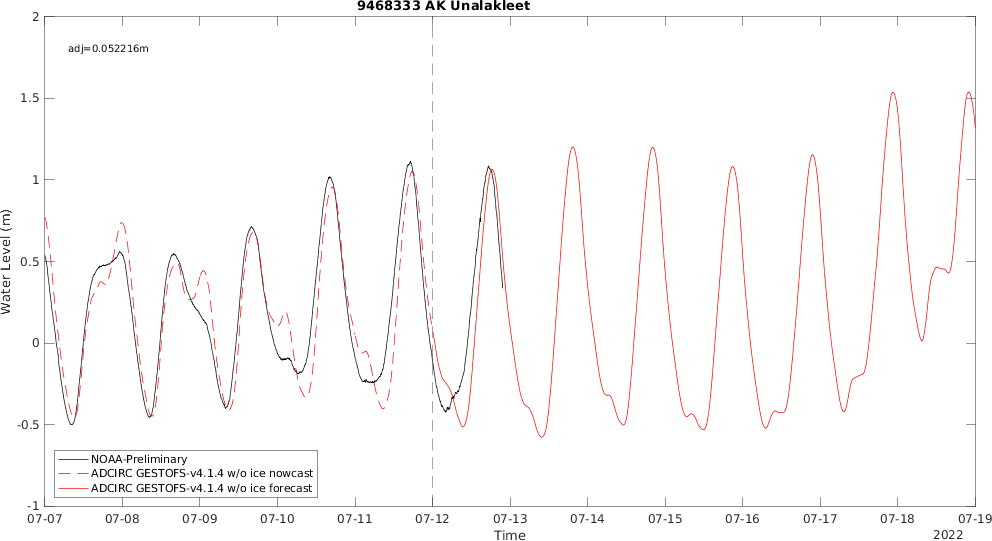 9468333 AK Unalakleet
adj=0.052216m
2
1.5
1
0.5
0
-0.5
-1
Water Level (m)
NOAA-Preliminary
ADCIRC GESTOFS-v4.1.4 w/o ice nowcast
ADCIRC GESTOFS-v4.1.4 w/o ice forecast
07-07 07-08 07-09 07-10 07-11 07-12 07-13 07-14 07-15 07-16 07-17 07-18 07-19
Time
2022